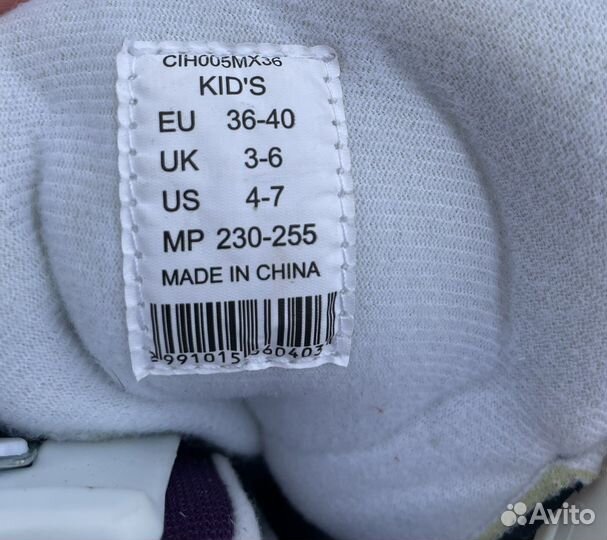 CIH005MX36
KID'S
EU 36-40
UK 3-6
US 4-7
MP 230-255
MADE IN CHINA
Avito